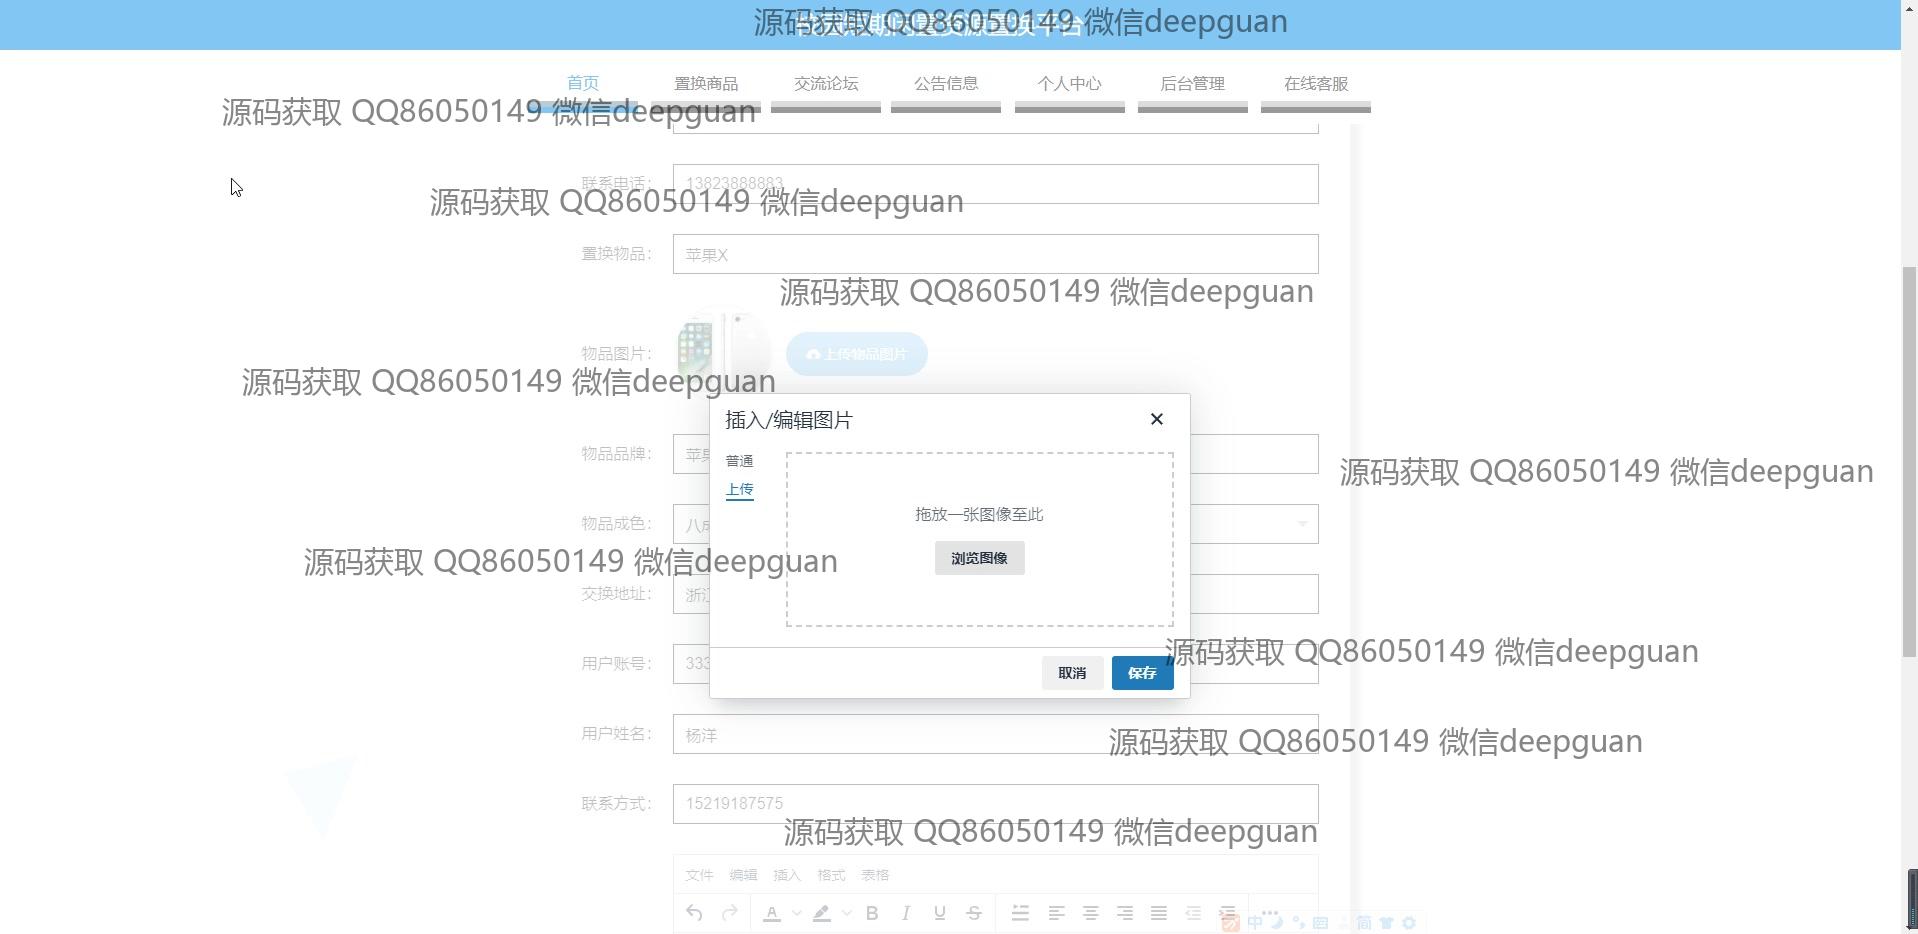 源码获取 QQ86050149 微信deepguan
首页
置换商品
交流论坛
公告信息
个人中心
后台管理
在线客服
源码获取 QQ86050149 微信deepguan
联系电话：
13823888883
源码获取 QQ86050149 微信deepguan
置换物品：
苹果X
源码获取 QQ86050149 微信deepguan
物品图片：
上传物品图片
源码获取 QQ86050149 微信deepguan
插入/编辑图片
普通
上传
拖放一张图像至此
浏览图像
取消
保存
物品品牌：
源码获取 QQ86050149 微信deepguan
物品成色：
源码获取 QQ86050149 微信deepguan
交换地址：
用户账号：
333
源码获取 QQ86050149 微信deepguan
用户姓名：
杨洋
源码获取 QQ86050149 微信deepguan
联系方式：
15219187575
源码获取 QQ86050149 微信deepguan
文件 编辑 插入 格式 表格
A B I U S
中 简